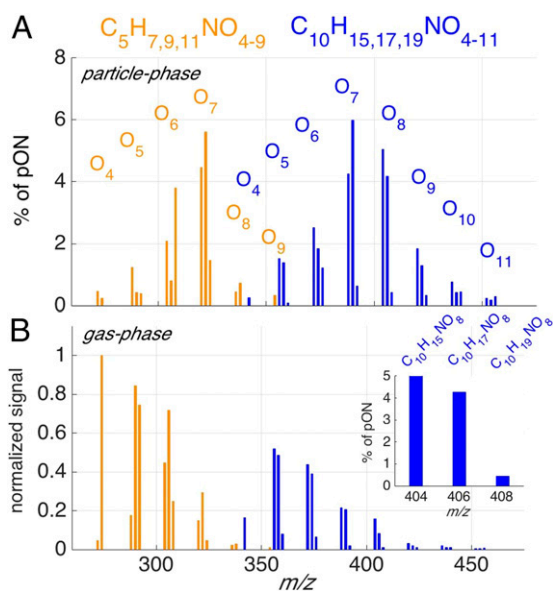 A
C5H7,9,11NO4-9 C10H15,17,19NO4-11
particle-phase
% of pON
8
6
4
2
0
O4 O5 O6 O7 O8 O9
O4 O5 O6 O7 O8 O9 O10 O11
B
gas-phase
normalized signal
1
0.8
0.6
0.4
0.2
0
300 350 400 450
m/z
C10H15NO8 C10H17NO8 C10H19NO8
% of pON
5
4
3
2
1
0
404 406 408
m/z